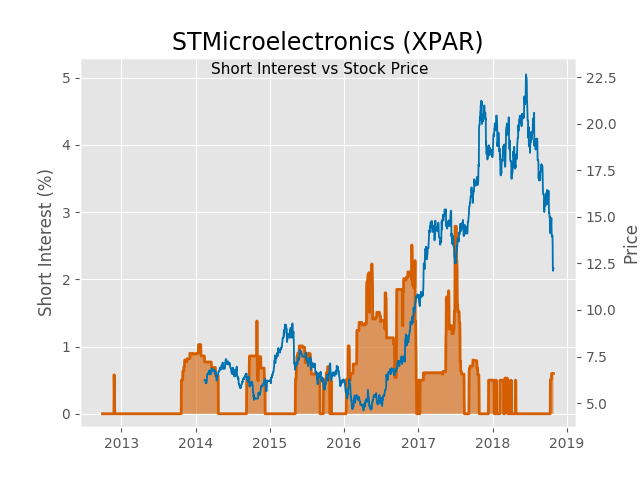 STMicroelectronics (XPAR)
Short Interest vs Stock Price
Short Interest (%)
5
4
3
2
1
0
22.5
20.0
17.5
15.0
12.5
10.0
7.5
5.0
Price
2013 2014 2015 2016 2017 2018 2019